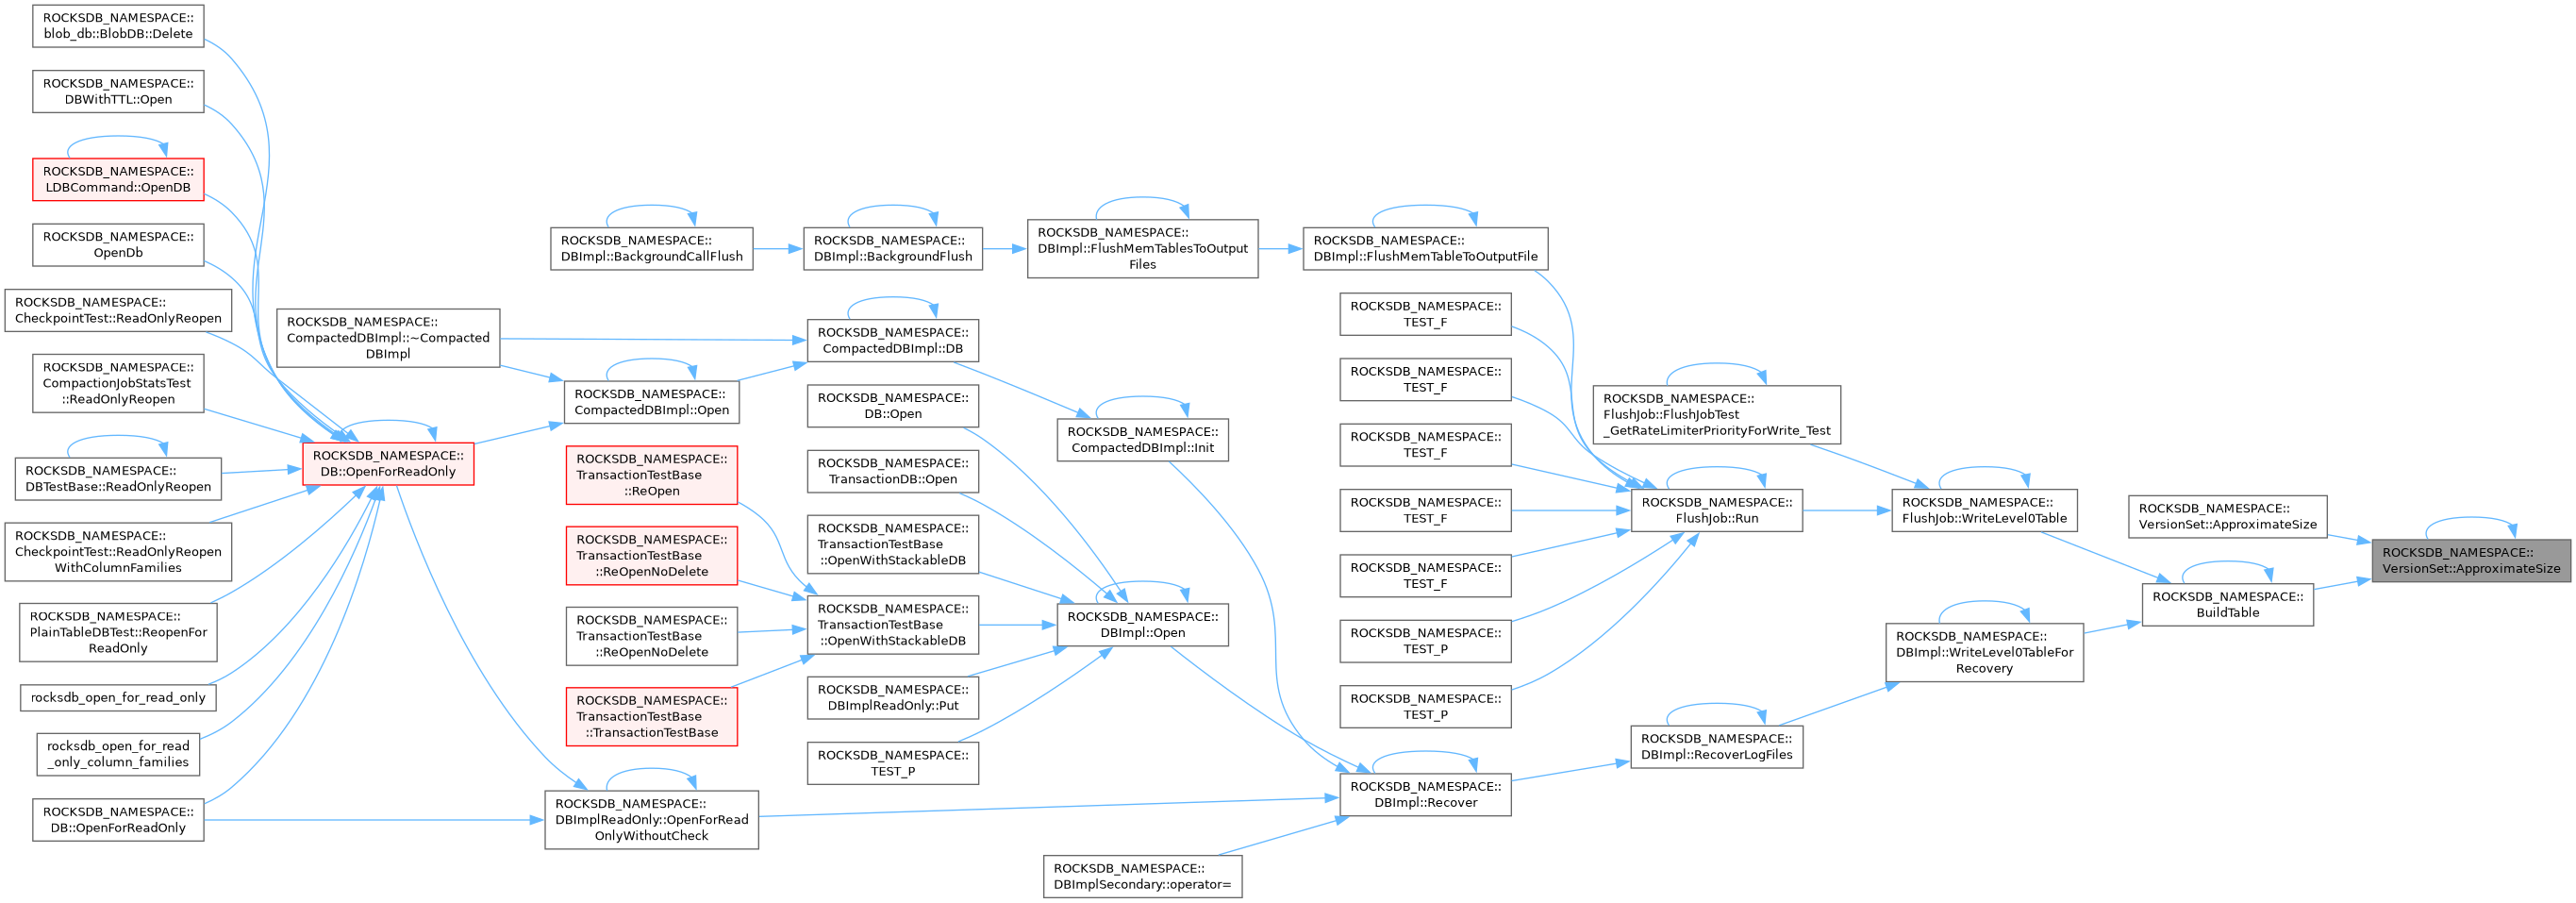 ROCKSDB_NAMESPACE::
blob_db::BlobDB::Delete
ROCKSDB_NAMESPACE::
DBWithTTL::Open
ROCKSDB_NAMESPACE::
LDBCommand::OpenDB
ROCKSDB_NAMESPACE::
OpenDb
ROCKSDB_NAMESPACE::
CheckpointTest::ReadOnlyReopen
ROCKSDB_NAMESPACE::
CompactionJobStatsTest
::ReadOnlyReopen
ROCKSDB_NAMESPACE::
DBTestBase::ReadOnlyReopen
ROCKSDB_NAMESPACE::
CheckpointTest::ReadOnlyReopen
WithColumnFamilies
ROCKSDB_NAMESPACE::
PlainTableDBTest::ReopenFor
ReadOnly
rocksdb_open_for_read_only
rocksdb_open_for_read
_only_column_families
ROCKSDB_NAMESPACE::
DB::OpenForReadOnly
ROCKSDB_NAMESPACE::
CompactedDBImpl::~Compacted
DBImpl
ROCKSDB_NAMESPACE::
DB::OpenForReadOnly
ROCKSDB_NAMESPACE::
DBImpl::BackgroundCallFlush
ROCKSDB_NAMESPACE::
CompactedDBImpl::Open
ROCKSDB_NAMESPACE::
TransactionTestBase
::ReOpen
ROCKSDB_NAMESPACE::
TransactionTestBase
::ReOpenNoDelete
ROCKSDB_NAMESPACE::
TransactionTestBase
::ReOpenNoDelete
ROCKSDB_NAMESPACE::
TransactionTestBase
::TransactionTestBase
ROCKSDB_NAMESPACE::
DBImplReadOnly::OpenForRead
OnlyWithoutCheck
ROCKSDB_NAMESPACE::
DBImpl::BackgroundFlush
ROCKSDB_NAMESPACE::
CompactedDBImpl::DB
ROCKSDB_NAMESPACE::
DB::Open
ROCKSDB_NAMESPACE::
TransactionDB::Open
ROCKSDB_NAMESPACE::
TransactionTestBase
::OpenWithStackableDB
ROCKSDB_NAMESPACE::
TransactionTestBase
::OpenWithStackableDB
ROCKSDB_NAMESPACE::
DBImplReadOnly::Put
ROCKSDB_NAMESPACE::
TEST_P
ROCKSDB_NAMESPACE::
DBImpl::FlushMemTablesToOutput
Files
ROCKSDB_NAMESPACE::
CompactedDBImpl::Init
ROCKSDB_NAMESPACE::
DBImpl::Open
ROCKSDB_NAMESPACE::
DBImplSecondary::operator=
ROCKSDB_NAMESPACE::
DBImpl::FlushMemTableToOutputFile
ROCKSDB_NAMESPACE::
TEST_F
ROCKSDB_NAMESPACE::
TEST_F
ROCKSDB_NAMESPACE::
TEST_F
ROCKSDB_NAMESPACE::
TEST_F
ROCKSDB_NAMESPACE::
TEST_F
ROCKSDB_NAMESPACE::
TEST_P
ROCKSDB_NAMESPACE::
TEST_P
ROCKSDB_NAMESPACE::
DBImpl::Recover
ROCKSDB_NAMESPACE::
FlushJob::FlushJobTest
_GetRateLimiterPriorityForWrite_Test
ROCKSDB_NAMESPACE::
FlushJob::Run
ROCKSDB_NAMESPACE::
DBImpl::RecoverLogFiles
ROCKSDB_NAMESPACE::
FlushJob::WriteLevel0Table
ROCKSDB_NAMESPACE::
DBImpl::WriteLevel0TableFor
Recovery
ROCKSDB_NAMESPACE::
VersionSet::ApproximateSize
ROCKSDB_NAMESPACE::
BuildTable
ROCKSDB_NAMESPACE::
VersionSet::ApproximateSize